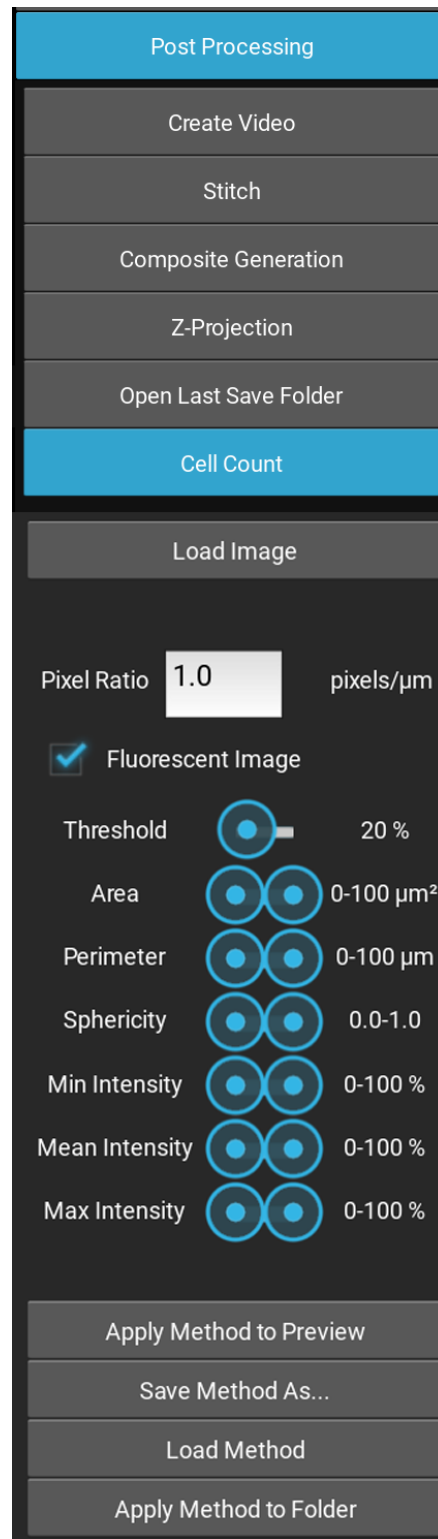 Post Processing
Create Video
Stitch
Composite Generation
Z-Projection
Open Last Save Folder
Cell Count
Load Image
Pixel Ratio 1.0 pixels/µm
Fluorescent Image
Threshold 20 %
Area 0-100 µm²
Perimeter 0-100 µm
Sphericity 0.0-1.0
Min Intensity 0-100 %
Mean Intensity 0-100 %
Max Intensity 0-100 %
Apply Method to Preview
Save Method As...
Load Method
Apply Method to Folder